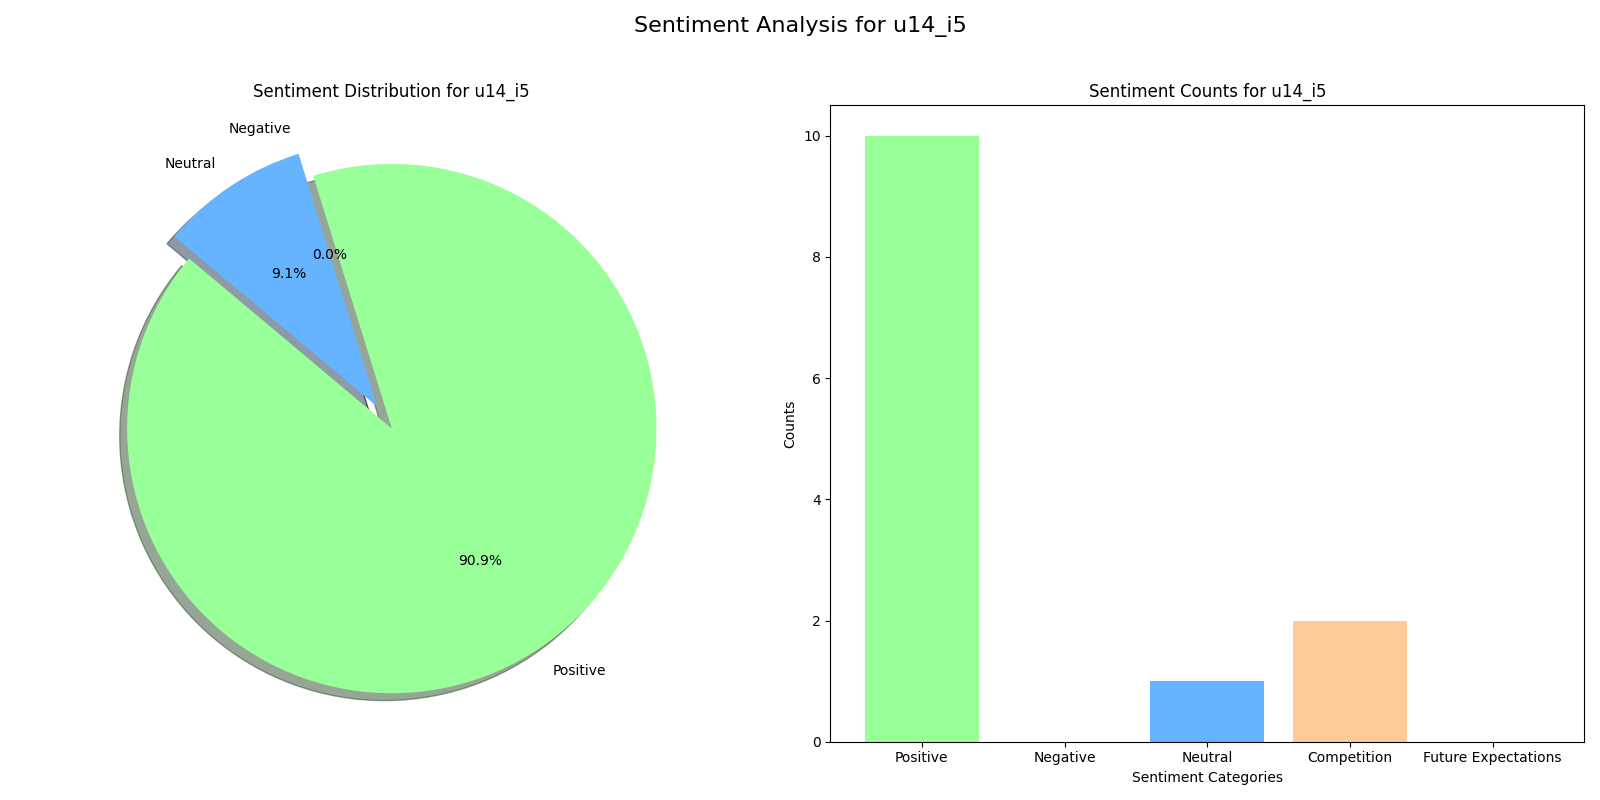 Sentiment Analysis for u14_i5
Sentiment Distribution for u14_i5
Negative
Neutral
0.0%
9.1%
90.9%
Positive
Sentiment Counts for u14_i5
10
8
6
4
2
0
Counts
Positive Negative Neutral Competition Future Expectations
Sentiment Categories